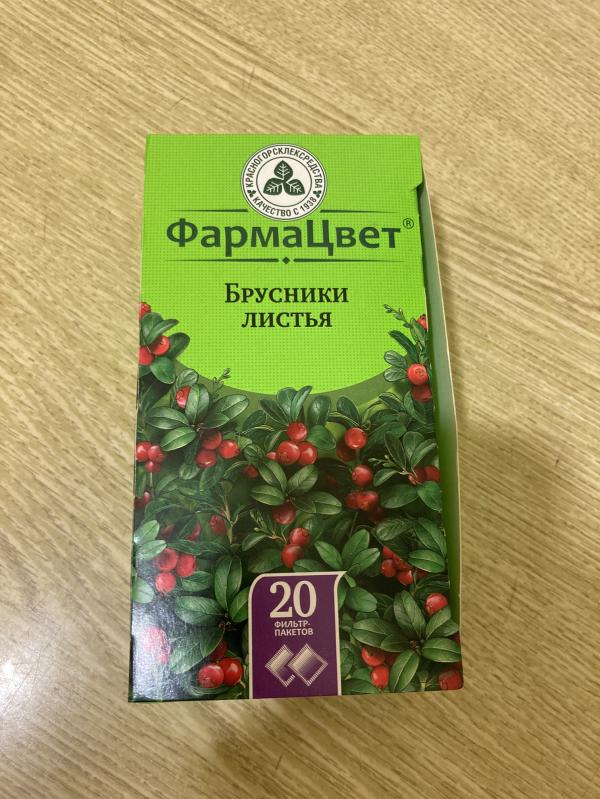 КРАСНОГОРСКЛЕКСРЕДСТВА
КАЧЕСТВО С 1938
ФармаЦвет®
Брусники
листья
20
ФИЛЬТР-
ПАКЕТОВ